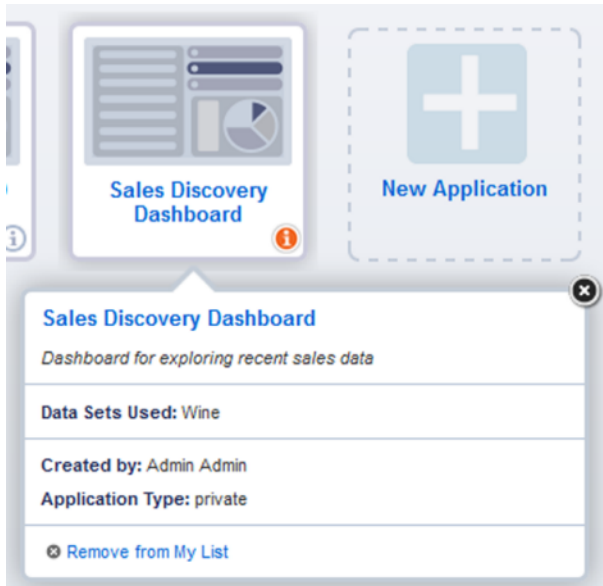 Sales Discovery
Dashboard
New Application
Sales Discovery Dashboard
Dashboard for exploring recent sales data
Data Sets Used: Wine
Created by: Admin Admin
Application Type: private
Remove from My List